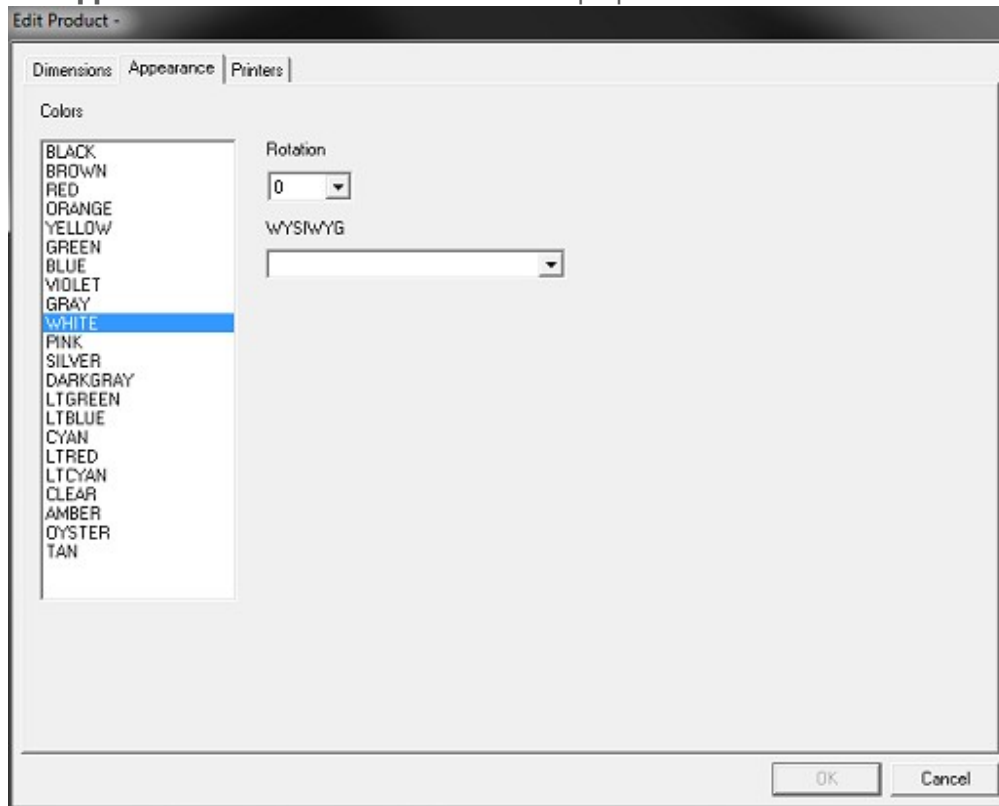 Edit Product -
Dimensions Appearance Printers
Colors
BLACK
BROWN
RED
ORANGE
YELLOW
GREEN
BLUE
VIOLET
GRAY
WHITE
PINK
SILVER
DARKGRAY
LTGREEN
LTBLUE
CYAN
LTRED
LTCYAN
CLEAR
AMBER
OYSTER
TAN
Rotation
0
WYSIWYG
OK Cancel